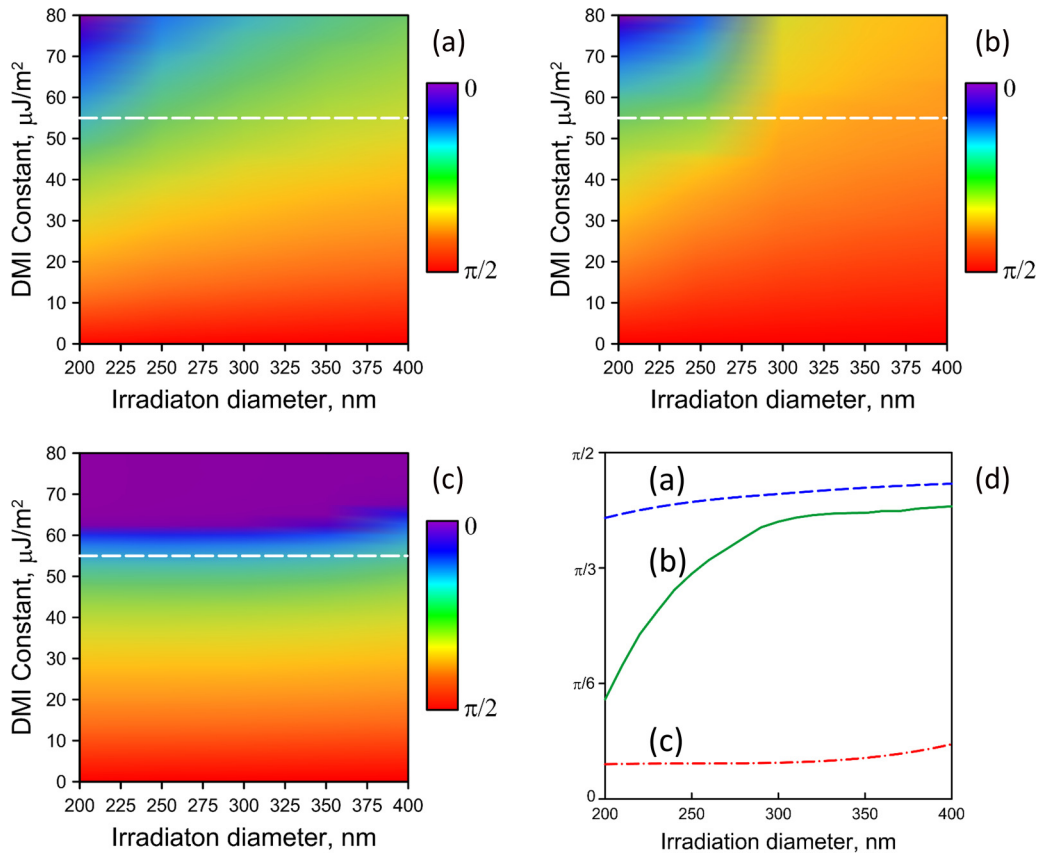 80
70
60
50
40
30
20
10
0
DMI Constant, μJ/m²
200 225 250 275 300 325 350 375 400
Irradiaton diameter, nm
(a)
0
π/2
80
70
60
50
40
30
20
10
0
DMI Constant, μJ/m²
200 225 250 275 300 325 350 375 400
Irradiaton diameter, nm
(b)
0
π/2
80
70
60
50
40
30
20
10
0
DMI Constant, μJ/m²
200 225 250 275 300 325 350 375 400
Irradiaton diameter, nm
(c)
0
π/2
π/2
π/3
π/6
0
(a)
(b)
(c)
(d)
200 250 300 350 400
Irradiation diameter, nm